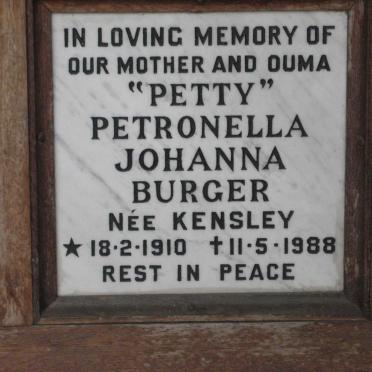 IN LOVING MEMORY OF
OUR MOTHER AND OUMA
“PETTY”
PETRONELLA
JOHANNA
BURGER
NÉE KENSLEY
★ 18·2·1910 ✝ 11·5·1988
REST IN PEACE